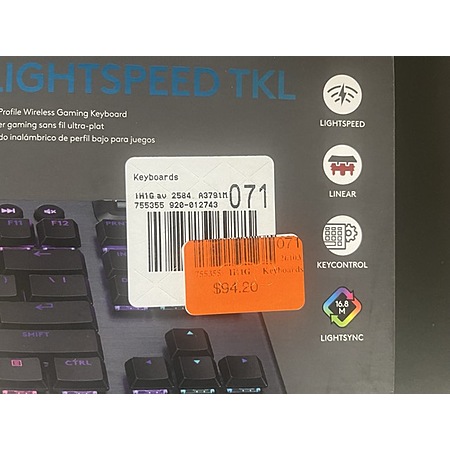 LIGHTSPEED TKL
Profile Wireless Gaming Keyboard
er gaming sans fil ultra-plat
do inalámbrico de perfil bajo para juegos
LIGHTSPEED
LINEAR
KEYCONTROL
16.8
M
LIGHTSYNC
Keyboards
1H1G av 2584 A379IM
071
755355 920-012743
071
755355 1H1G Keyboards
$94.20
F11 F12
SHIFT
CTRL